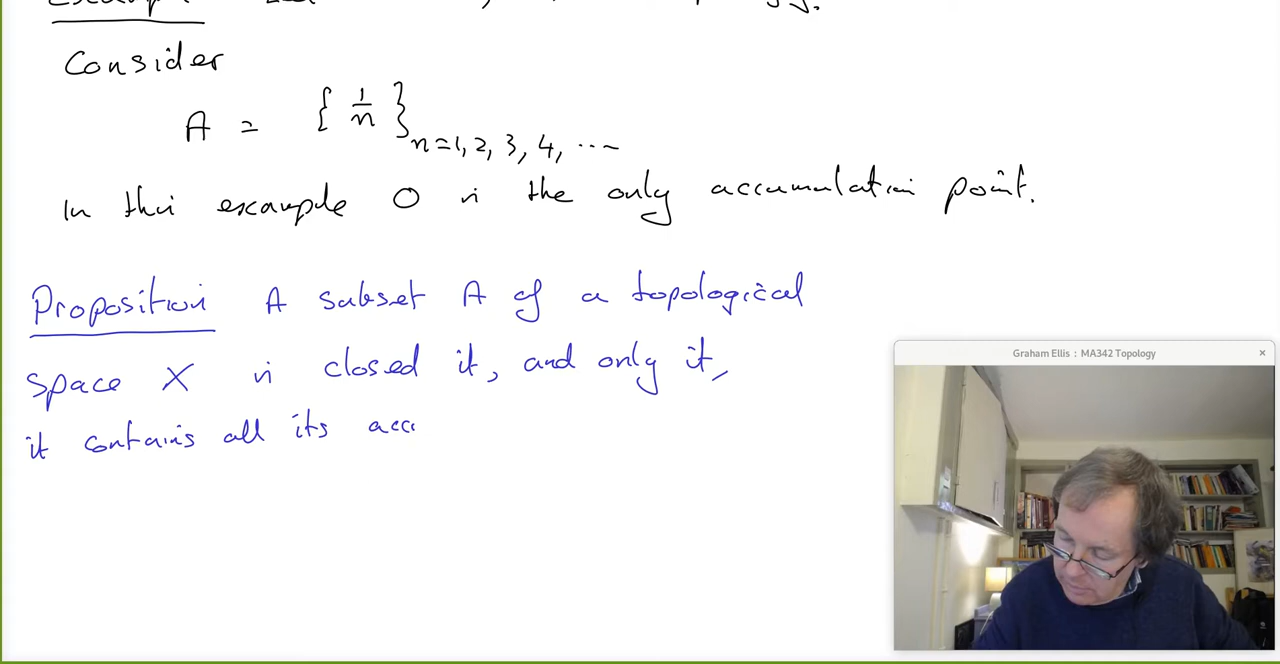 Consider
A = { 1/n } n=1, 2, 3, 4, ...
In this example 0 is the only accumulation point.
Proposition A subset A of a topological
space X is closed if, and only if,
it contains all its acc
Graham Ellis : MA342 Topology